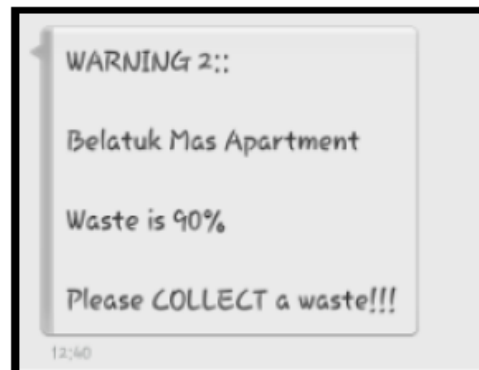 WARNING 2::
Belatuk Mas Apartment
Waste is 90%
Please COLLECT a waste!!!
12:40